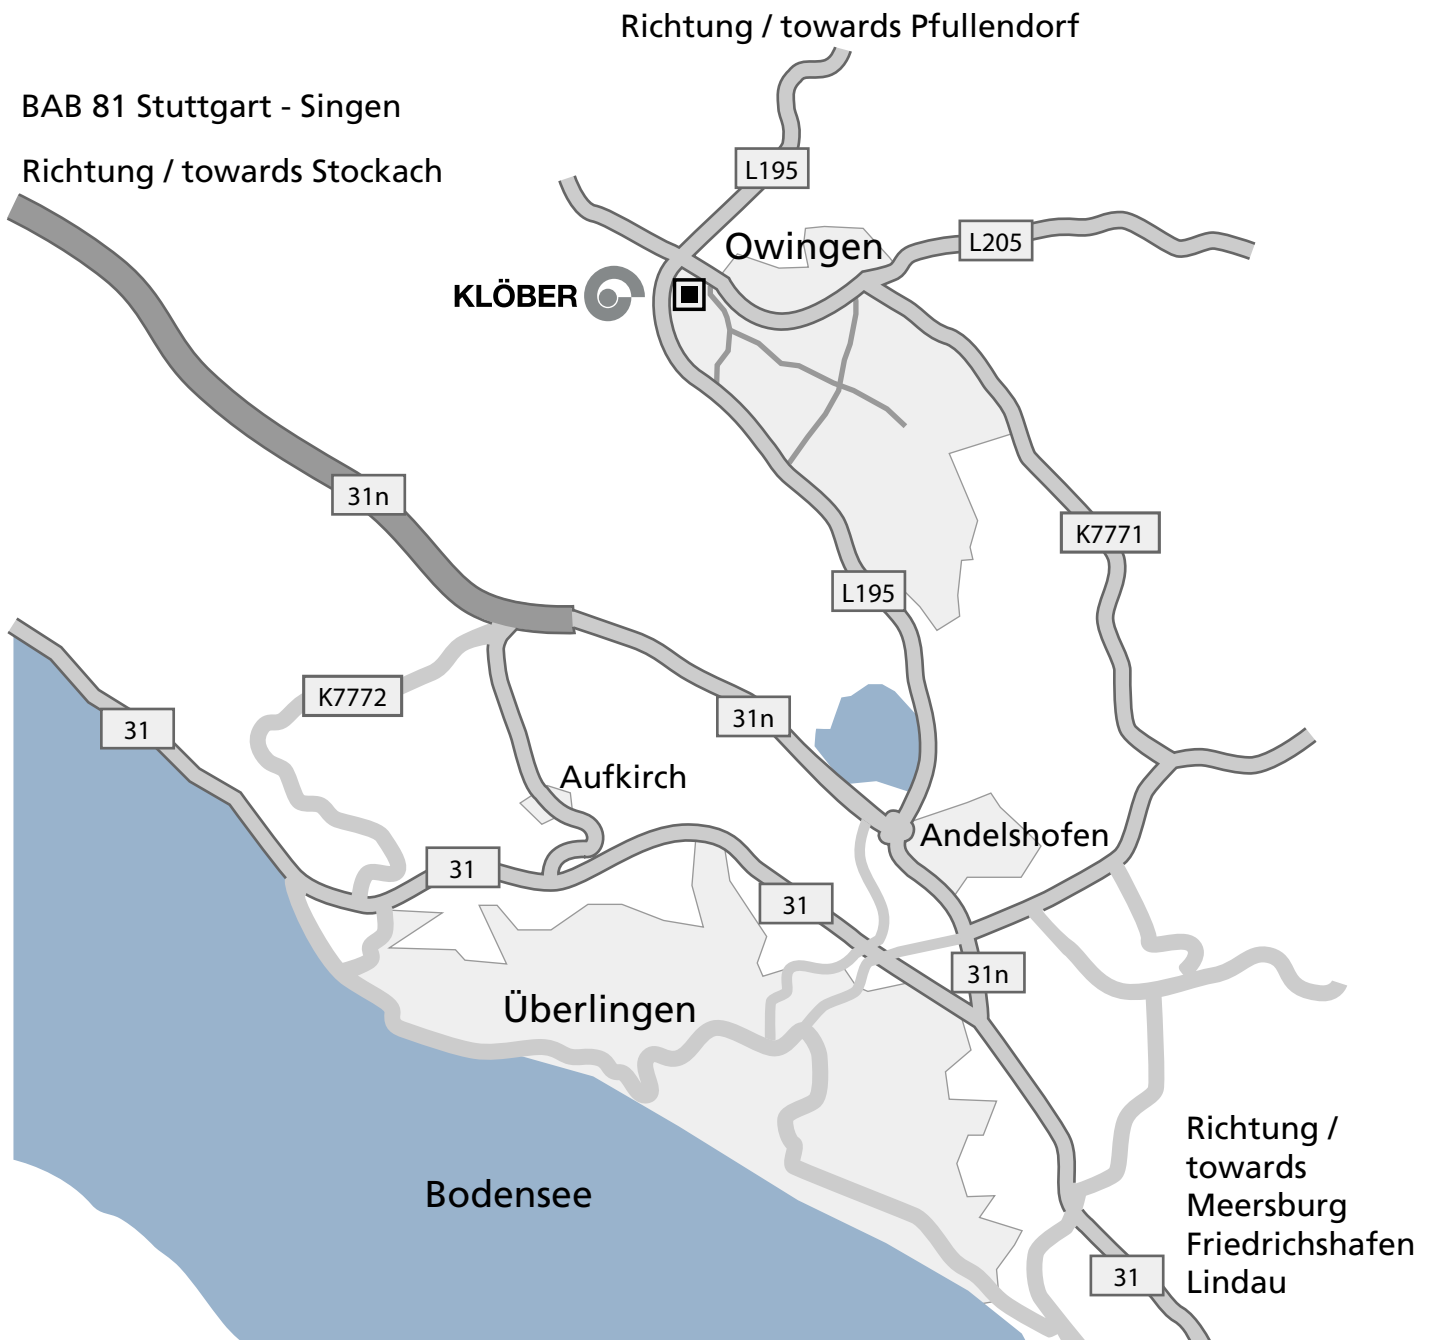 Richtung / towards Pfullendorf
BAB 81 Stuttgart - Singen
Richtung / towards Stockach
L195
Owingen
L205
KLÖBER
31n
K7771
L195
K7772
31n
31
Aufkirch
Andelshofen
31
31
31n
Überlingen
Richtung /
towards
Meersburg
Friedrichshafen
Lindau
Bodensee
31